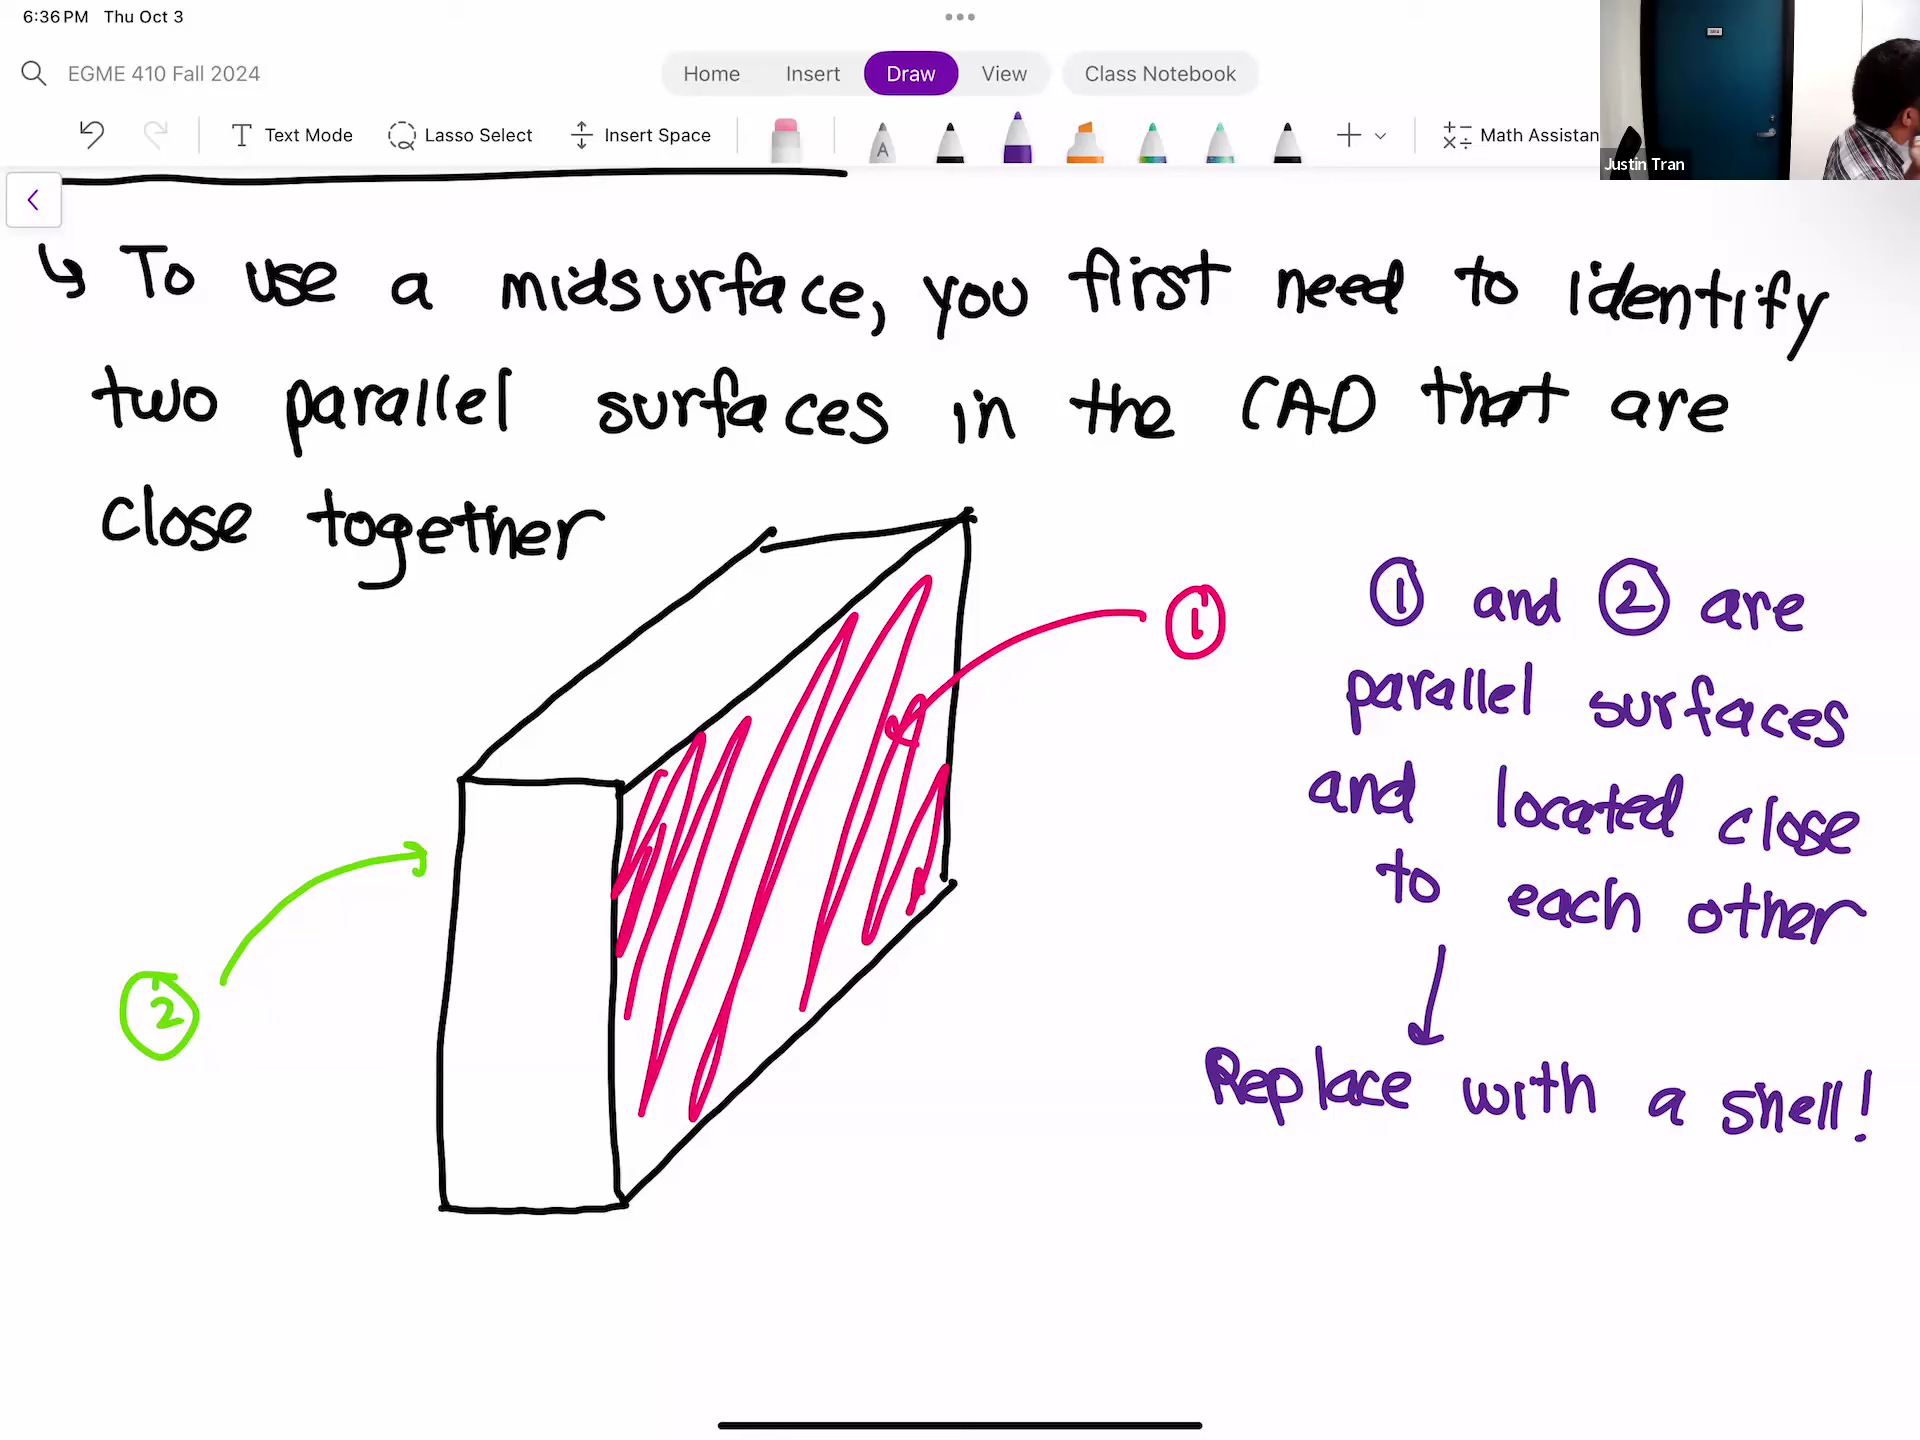 6:36 PM Thu Oct 3
EGME 410 Fall 2024
Home Insert Draw View Class Notebook
Text Mode Lasso Select Insert Space A Math Assistan
Justin Tran
↳ To use a midsurface, you first need to identify
two parallel surfaces in the CAD that are
close together
①
②
① and ② are
parallel surfaces
and located close
to each other
Replace with a shell!